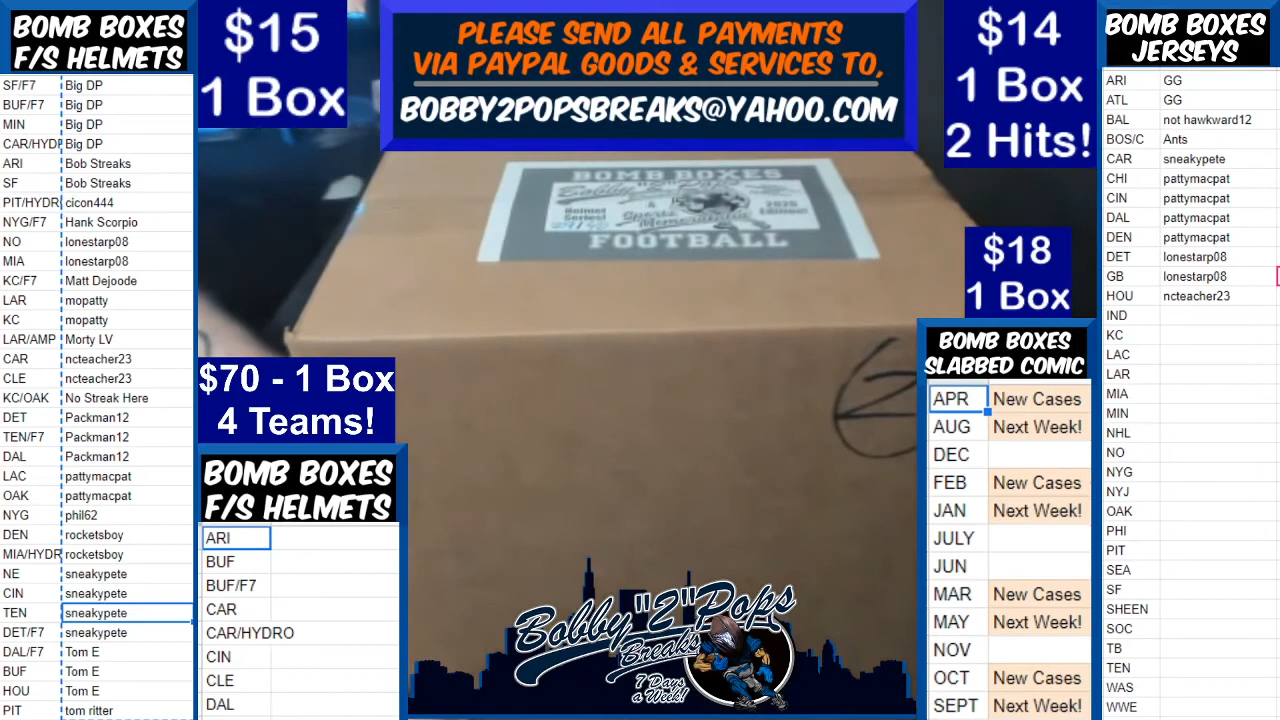 BOMB BOXES
F/S HELMETS
SF/F7 Big DP
BUF/F7 Big DP
MIN Big DP
CAR/HYDR Big DP
ARI Bob Streaks
SF Bob Streaks
PIT/HYDR cicon444
NYG/F7 Hank Scorpio
NO lonestarp08
MIA lonestarp08
KC/F7 Matt Dejoode
LAR mopatty
KC mopatty
LAR/AMP Morty LV
CAR ncteacher23
CLE ncteacher23
KC/OAK No Streak Here
DET Packman12
TEN/F7 Packman12
DAL Packman12
LAC pattymacpat
OAK pattymacpat
NYG phil62
DEN rocketsboy
MIA/HYDR rocketsboy
NE sneakypete
CIN sneakypete
TEN sneakypete
DET/F7 sneakypete
DAL/F7 Tom E
BUF Tom E
HOU Tom E
PIT tom ritter
$15
1 Box
PLEASE SEND ALL PAYMENTS
VIA PAYPAL GOODS & SERVICES TO,
BOBBY2POPSBREAKS@YAHOO.COM
$14
1 Box
2 Hits!
BOMB BOXES
Bobby "2" Pops
Helmet
Series!
&
Sports
Memorabilia
2020
Edition!
FOOTBALL
$70 - 1 Box
4 Teams!
BOMB BOXES
F/S HELMETS
ARI
BUF
BUF/F7
CAR
CAR/HYDRO
CIN
CLE
DAL
Bobby "2" Pops
Breaks
7 Days
a Week!
$18
1 Box
BOMB BOXES
SLABBED COMIC
APR New Cases
AUG Next Week!
DEC
FEB New Cases
JAN Next Week!
JULY
JUN
MAR New Cases
MAY Next Week!
NOV
OCT New Cases
SEPT Next Week!
BOMB BOXES
JERSEYS
ARI GG
ATL GG
BAL not hawkward12
BOS/C Ants
CAR sneakypete
CHI pattymacpat
CIN pattymacpat
DAL pattymacpat
DEN pattymacpat
DET lonestarp08
GB lonestarp08
HOU ncteacher23
IND
KC
LAC
LAR
MIA
MIN
NHL
NO
NYG
NYJ
OAK
PHI
PIT
SEA
SF
SHEEN
SOC
TB
TEN
WAS
WWE